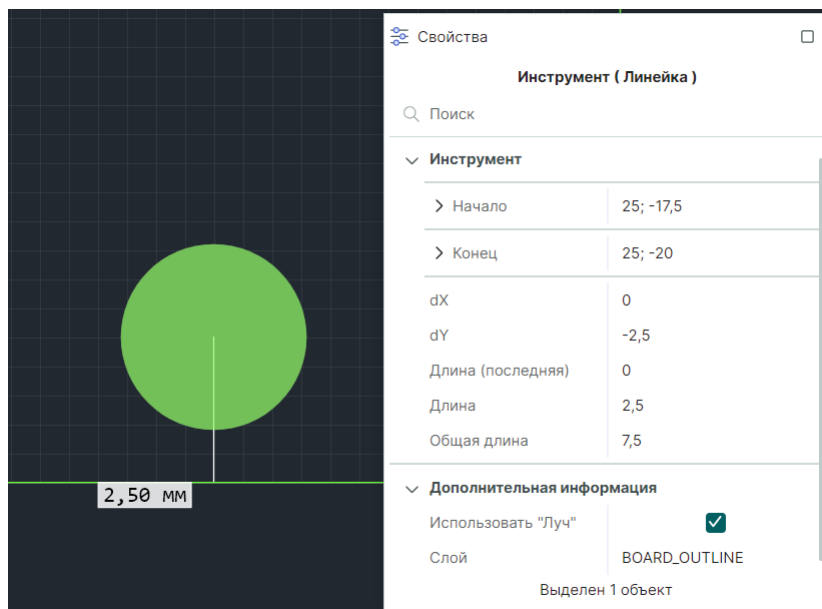 Свойства
Инструмент ( Линейка )
Поиск
Инструмент
Начало 25; -17,5
Конец 25; -20
dX 0
dY -2,5
Длина (последняя) 0
Длина 2,5
Общая длина 7,5
Дополнительная информация
2,50 мм
Использовать "Луч"
Слой BOARD_OUTLINE
Выделен 1 объект